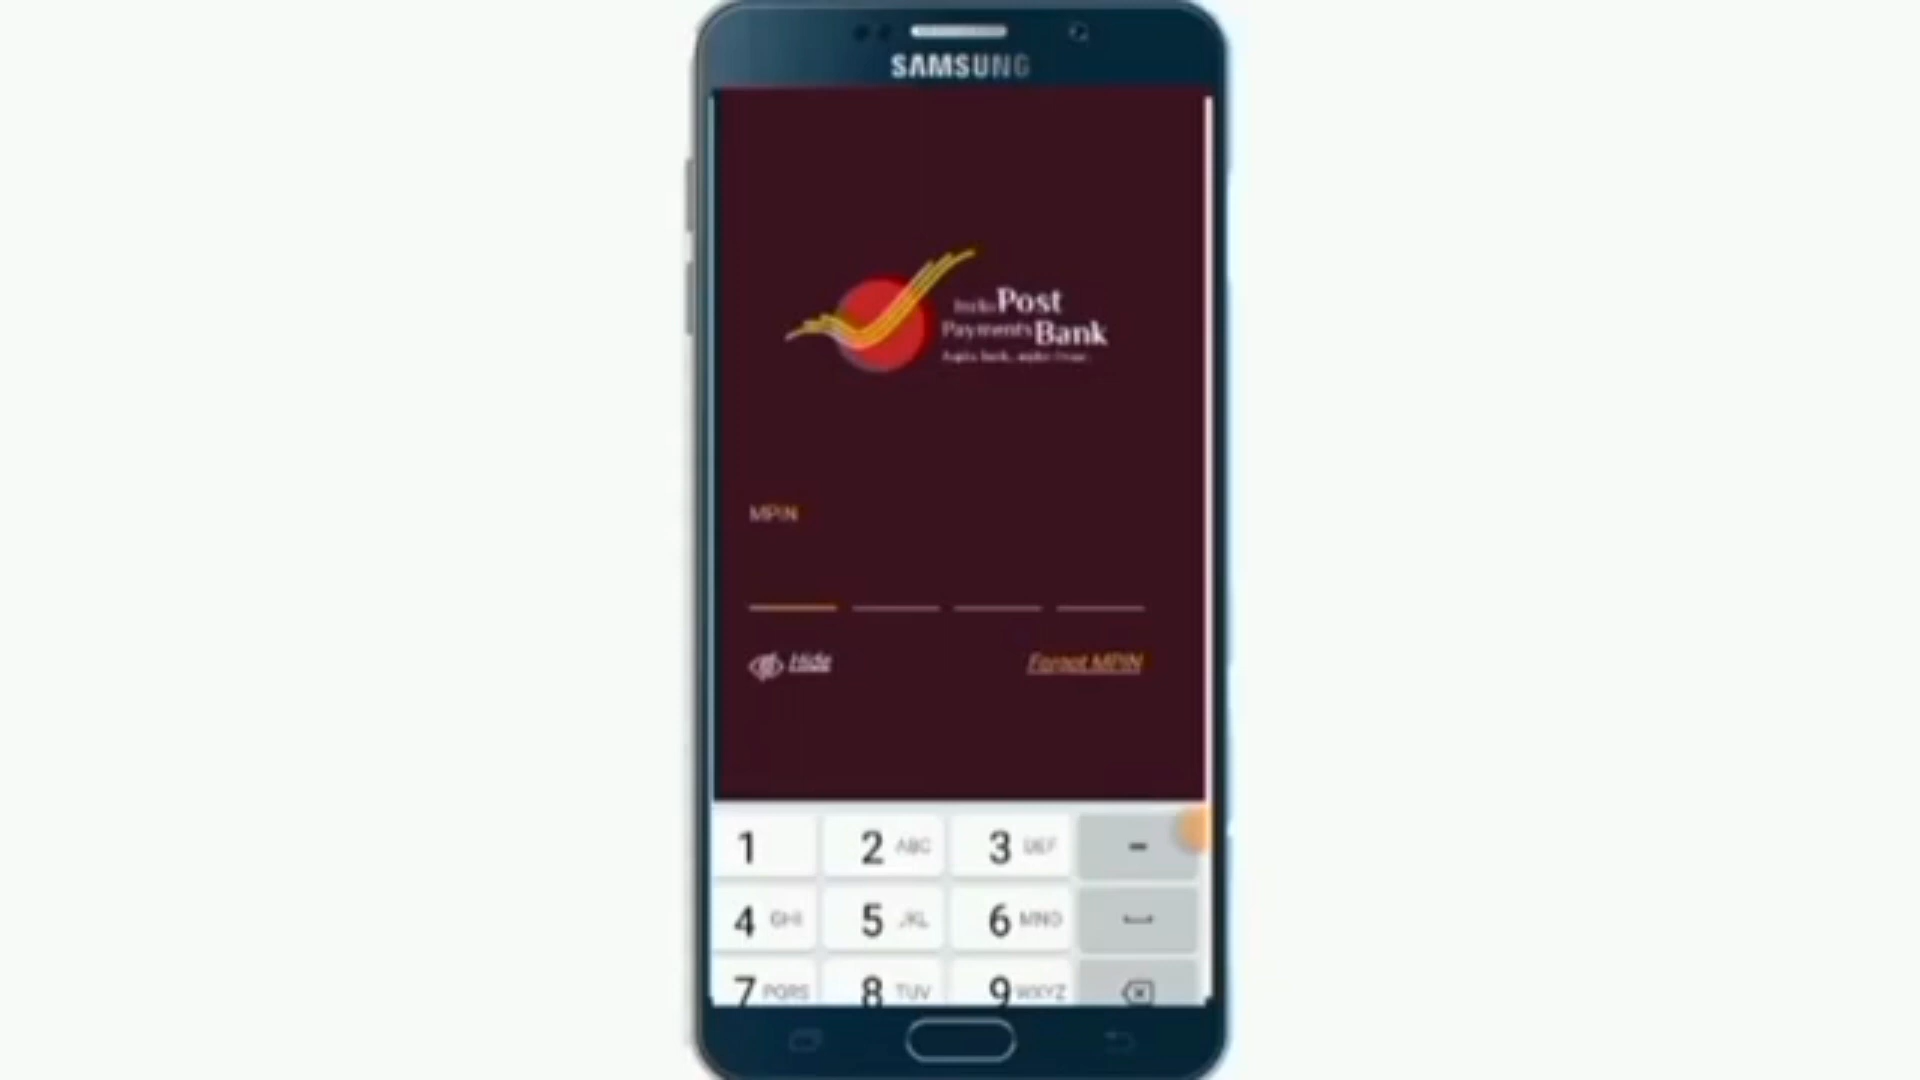 SAMSUNG
India Post
Payments Bank
MPIN
Hide
Forgot MPIN
1
2 ABC
3 DEF
-
4 GHI
5 JKL
6 MNO
7 PQRS
8 TUV
9 WXYZ